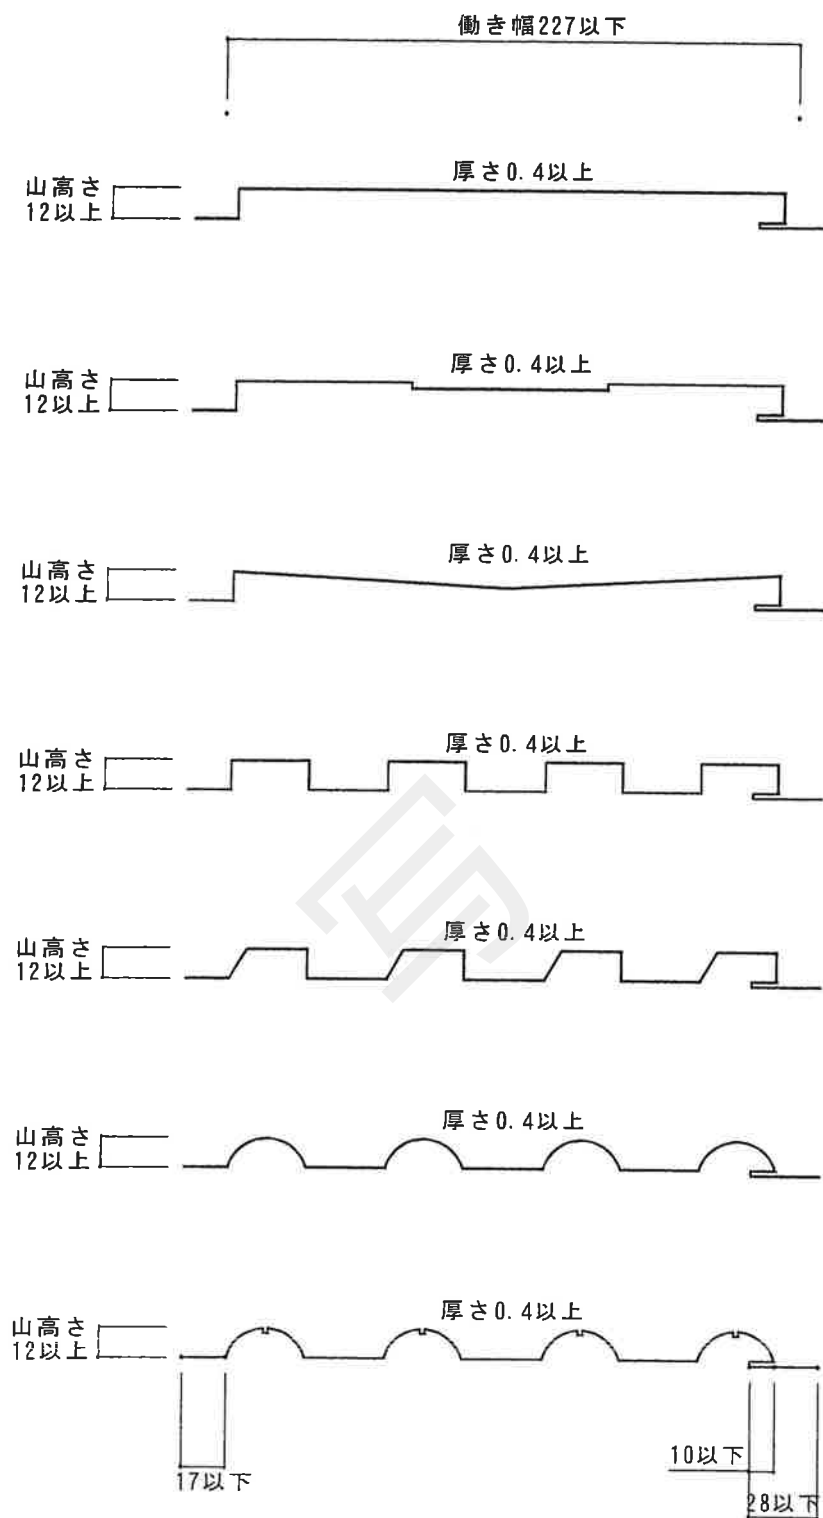 働き幅227以下
厚さ0.4以上
山高さ
12以上
厚さ0.4以上
山高さ
12以上
厚さ0.4以上
山高さ
12以上
厚さ0.4以上
山高さ
12以上
写
厚さ0.4以上
山高さ
12以上
厚さ0.4以上
山高さ
12以上
厚さ0.4以上
山高さ
12以上
10以下
17以下
28以下